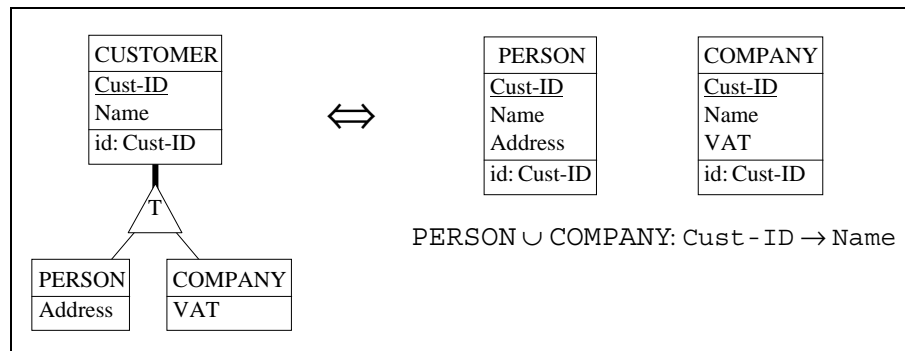 CUSTOMER
Cust-ID
Name
id: Cust-ID
T
PERSON
Address
COMPANY
VAT
⇔
PERSON
Cust-ID
Name
Address
id: Cust-ID
COMPANY
Cust-ID
Name
VAT
id: Cust-ID
PERSON ∪ COMPANY: Cust-ID → Name